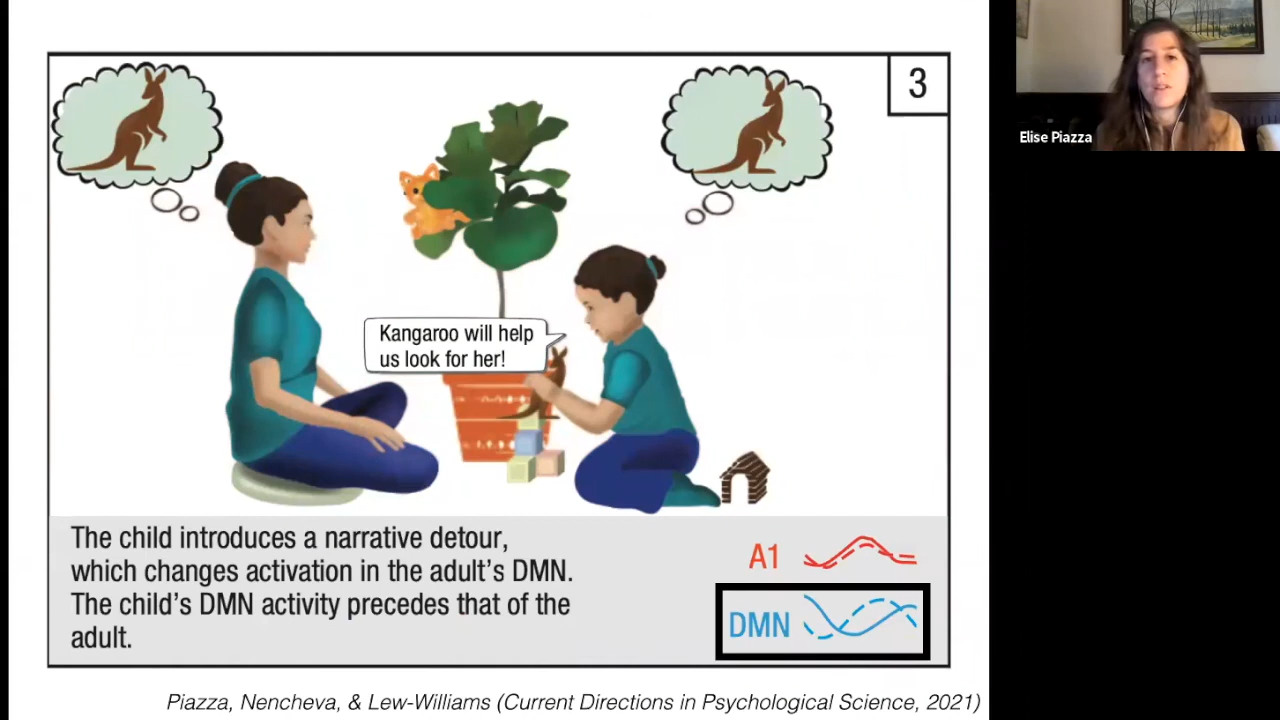 3
Elise Piazza
Kangaroo will help
us look for her!
The child introduces a narrative detour,
which changes activation in the adult's DMN.
The child's DMN activity precedes that of the
adult.
A1
DMN
Piazza, Nencheva, & Lew-Williams (Current Directions in Psychological Science, 2021)